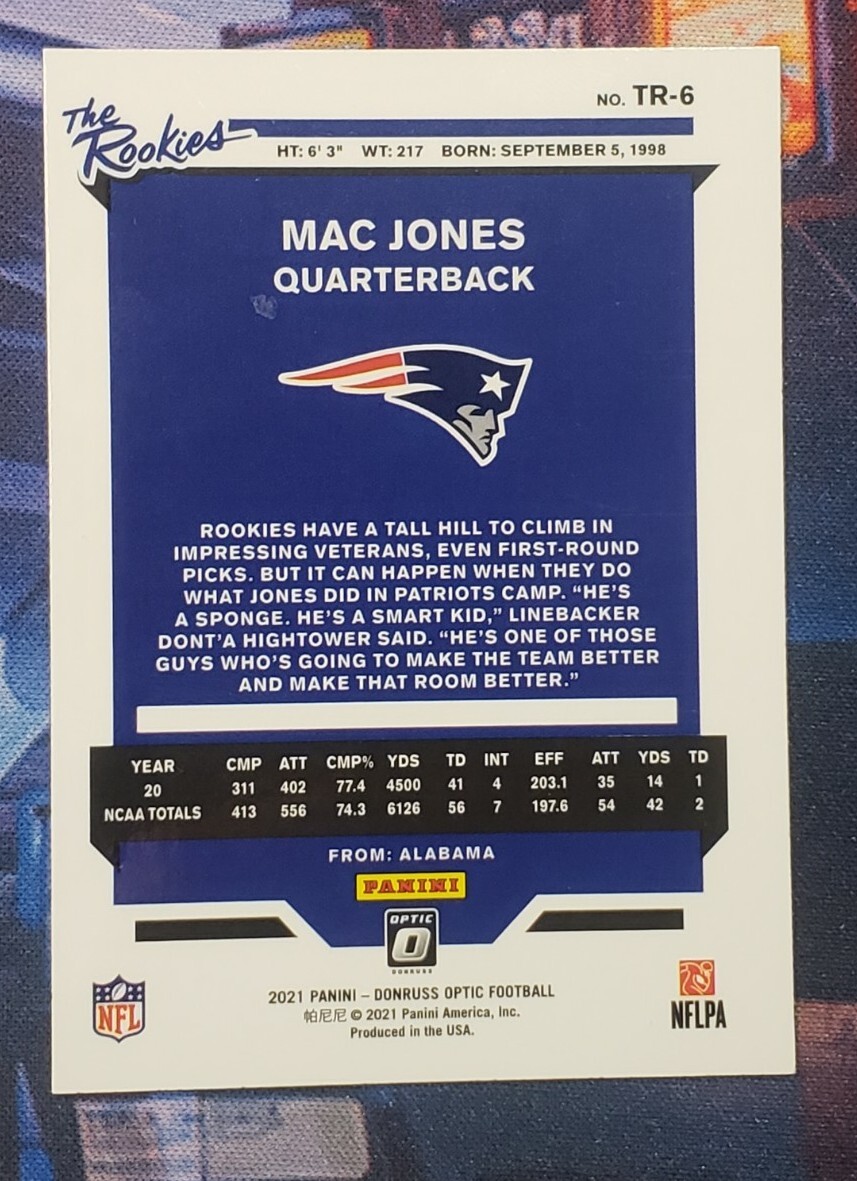 NO. TR-6
The Rookies
HT: 6' 3" WT: 217 BORN: SEPTEMBER 5, 1998
MAC JONES
QUARTERBACK
ROOKIES HAVE A TALL HILL TO CLIMB IN
IMPRESSING VETERANS, EVEN FIRST-ROUND
PICKS. BUT IT CAN HAPPEN WHEN THEY DO
WHAT JONES DID IN PATRIOTS CAMP. “HE'S
A SPONGE. HE'S A SMART KID,” LINEBACKER
DONT'A HIGHTOWER SAID. “HE'S ONE OF THOSE
GUYS WHO'S GOING TO MAKE THE TEAM BETTER
AND MAKE THAT ROOM BETTER.”
YEAR CMP ATT CMP% YDS TD INT EFF ATT YDS TD
20 311 402 77.4 4500 41 4 203.1 35 14 1
NCAA TOTALS 413 556 74.3 6126 56 7 197.6 54 42 2
FROM: ALABAMA
PANINI
OPTIC
O
DONRUSS
2021 PANINI – DONRUSS OPTIC FOOTBALL
帕尼尼 © 2021 Panini America, Inc.
Produced in the USA.
NFL
NFLPA